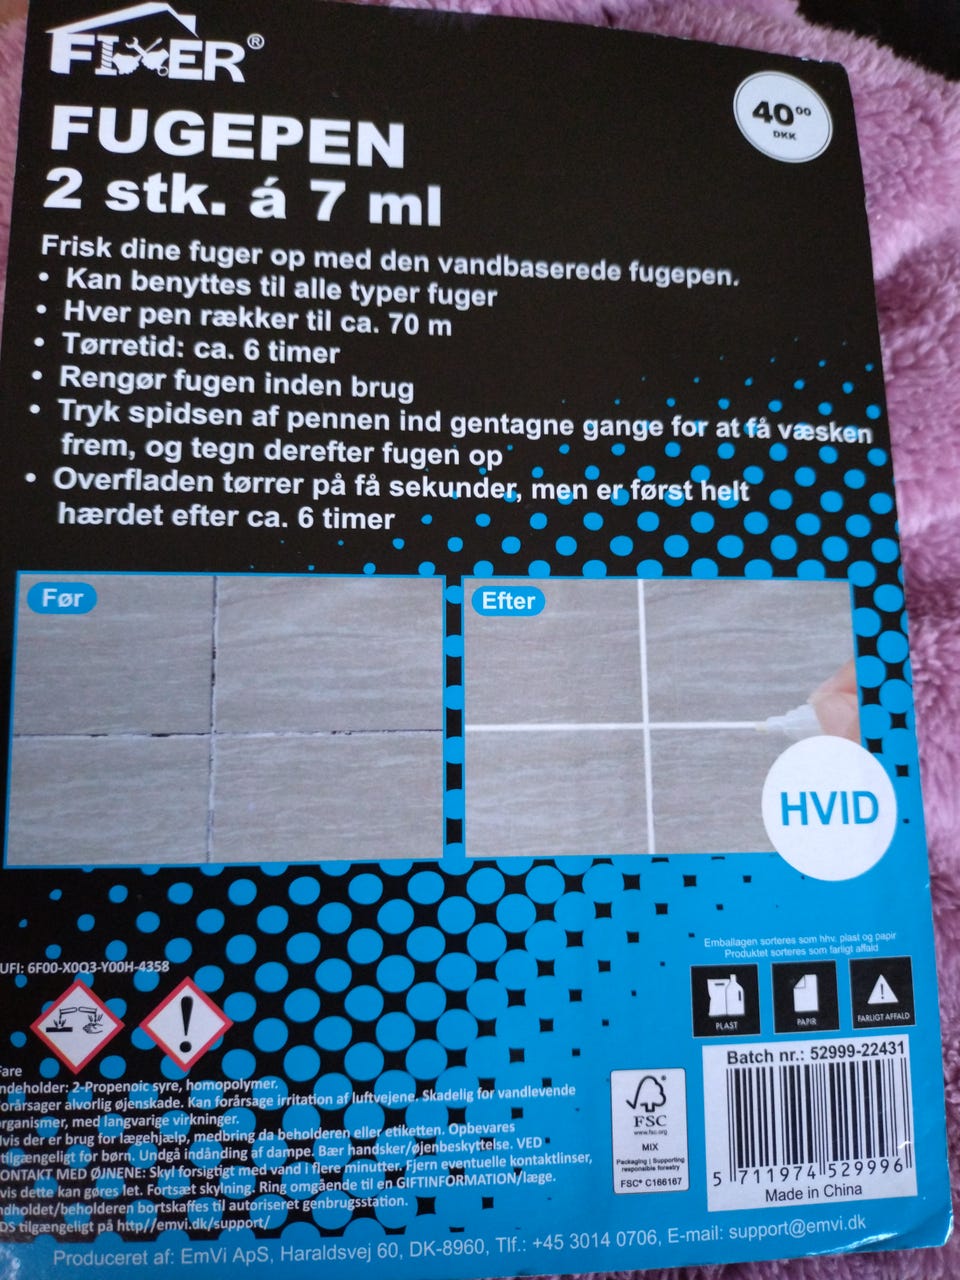 FIXER®
40⁰⁰
DKK
FUGEPEN
2 stk. á 7 ml
Frisk dine fuger op med den vandbaserede fugepen.
• Kan benyttes til alle typer fuger
• Hver pen rækker til ca. 70 m
• Tørretid: ca. 6 timer
• Rengør fugen inden brug
• Tryk spidsen af pennen ind gentagne gange for at få væsken
frem, og tegn derefter fugen op
• Overfladen tørrer på få sekunder, men er først helt
hærdet efter ca. 6 timer
Før
Efter
HVID
UFI: 6F00-X0Q3-Y00H-4358
Fare
ndeholder: 2-Propenoic syre, homopolymer.
orårsager alvorlig øjenskade. Kan forårsage irritation af luftvejene. Skadelig for vandlevende
rganismer, med langvarige virkninger.
vis der er brug for lægehjælp, medbring da beholderen eller etiketten. Opbevares
tilgængeligt for børn. Undgå indånding af dampe. Bær handsker/øjenbeskyttelse. VED
ONTAKT MED ØJNENE: Skyl forsigtigt med vand i flere minutter. Fjern eventuelle kontaktlinser,
vis dette kan gøres let. Fortsæt skylning. Ring omgående til en GIFTINFORMATION/læge.
ndholdet/beholderen bortskaffes til autoriseret genbrugsstation.
DS tilgængeligt på http//emvi.dk/support/
Emballagen sorteres som hhv. plast og papir
Produktet sorteres som farligt affald
PLAST
PAPIR
FARLIGT AFFALD
FSC
www.fsc.org
MIX
Packaging | Supporting
responsible forestry
FSC® C166167
Batch nr.: 52999-22431
5 711974 529996
Made in China
Produceret af: EmVi ApS, Haraldsvej 60, DK-8960, Tlf.: +45 3014 0706, E-mail: support@emvi.dk